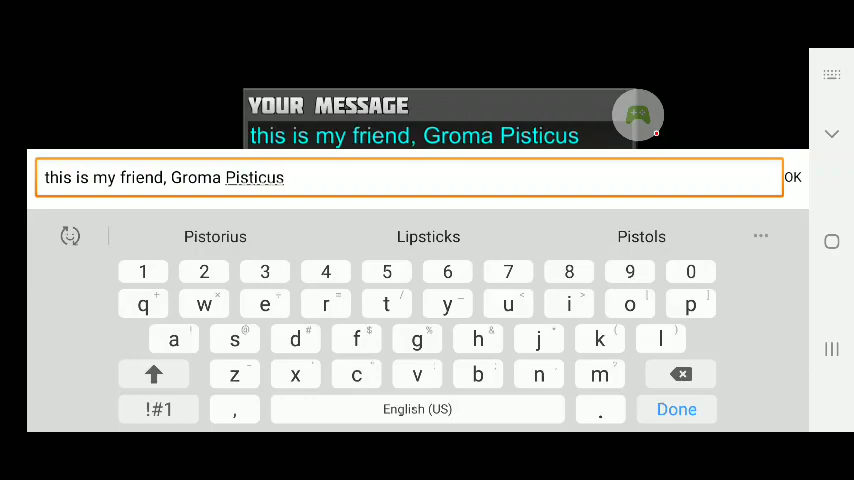 YOUR MESSAGE
this is my friend, Groma Pisticus
this is my friend, Groma Pisticus
OK
Pistorius Lipsticks Pistols
1 2 3 4 5 6 7 8 9 0
q w e r t y u i o p
a s d f g h j k l
z x c v b n m
!#1 , English (US) . Done